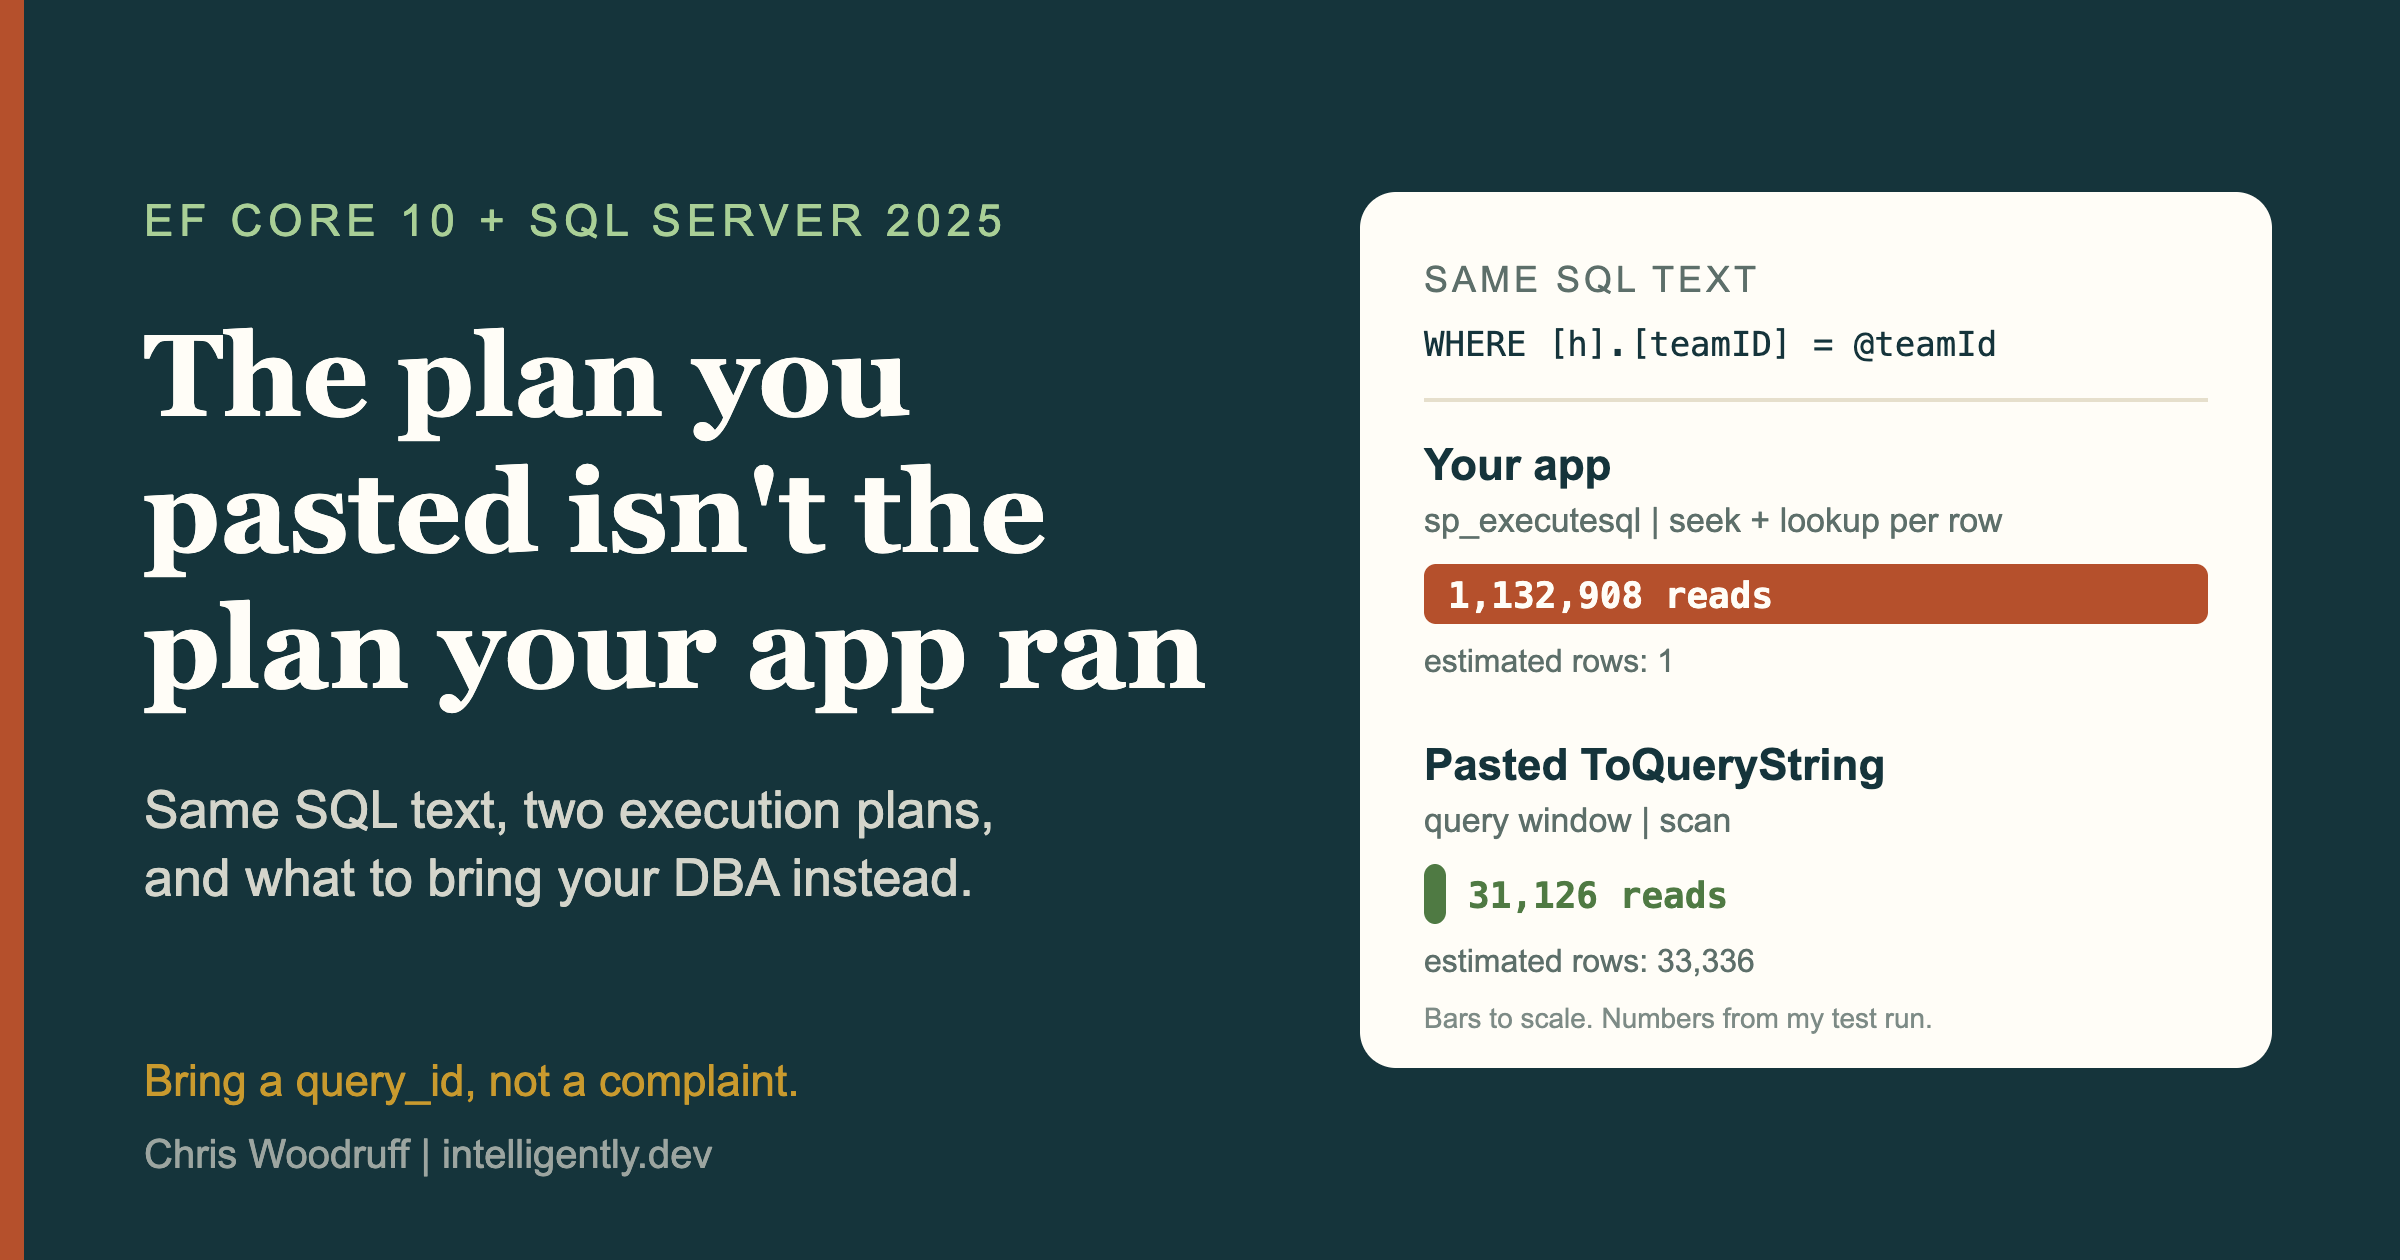 EF CORE 10 + SQL SERVER 2025
The plan you
pasted isn't the
plan your app ran
Same SQL text, two execution plans,
and what to bring your DBA instead.
Bring a query_id, not a complaint.
Chris Woodruff | intelligently.dev
SAME SQL TEXT
WHERE [h].[teamID] = @teamId
Your app
sp_executesql | seek + lookup per row
1,132,908 reads
estimated rows: 1
Pasted ToQueryString
query window | scan
31,126 reads
estimated rows: 33,336
Bars to scale. Numbers from my test run.